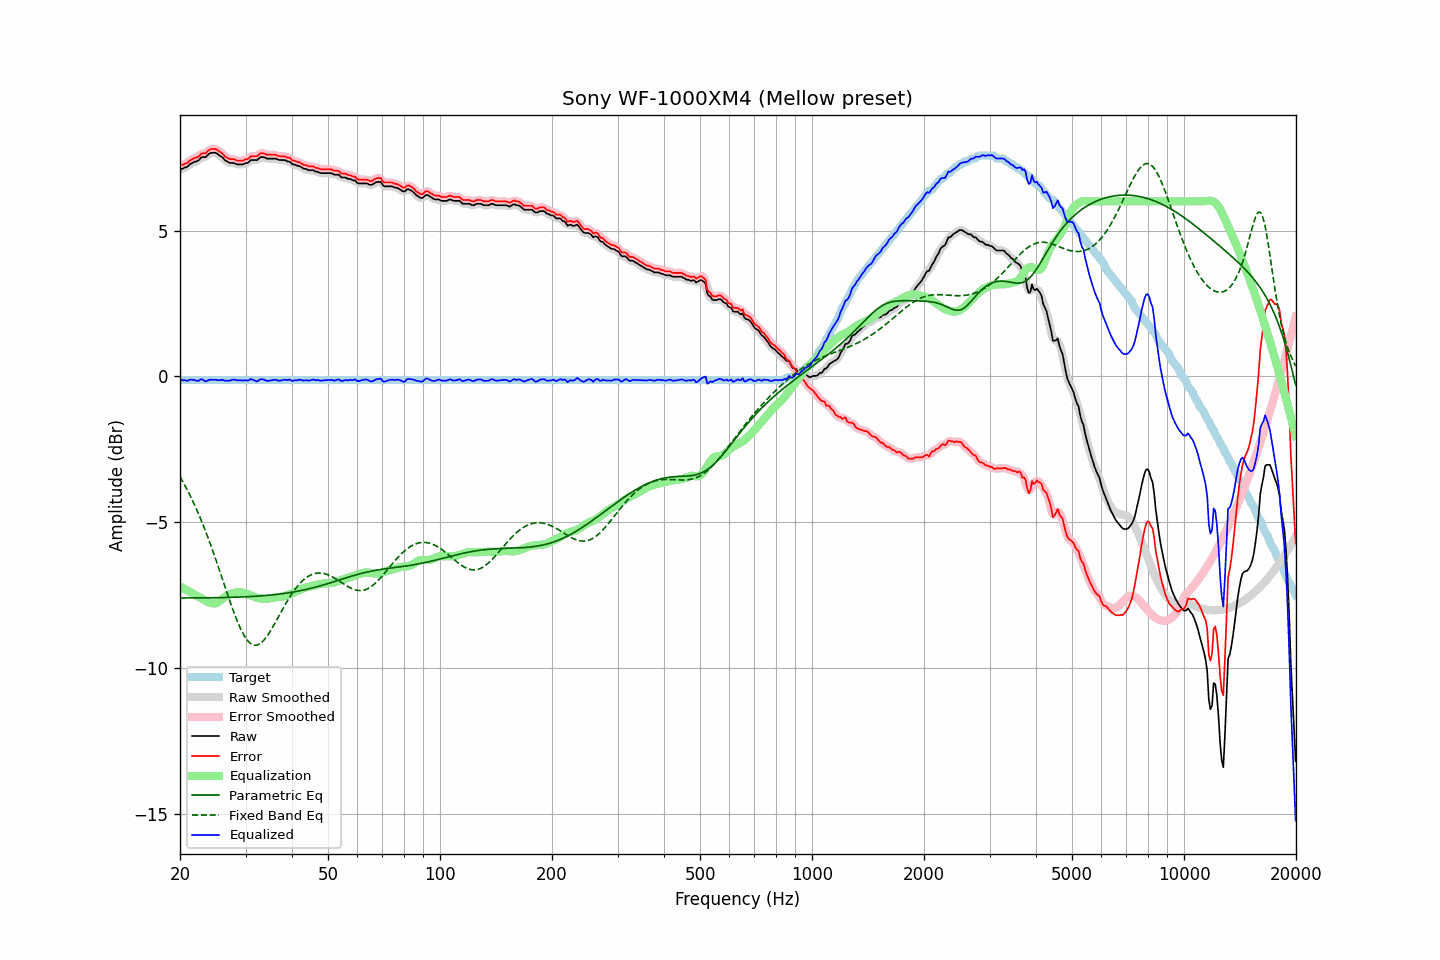 Sony WF-1000XM4 (Mellow preset)
Amplitude (dBr)
5
0
−5
−10
−15
Target
Raw Smoothed
Error Smoothed
Raw
Error
Equalization
Parametric Eq
Fixed Band Eq
Equalized
20 50 100 200 500 1000 2000 5000 10000 20000
Frequency (Hz)